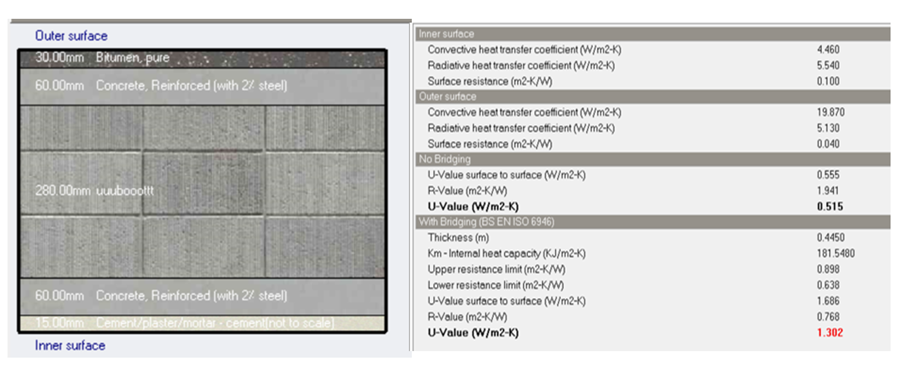 Outer surface
30.00mm Bitumen, pure
60.00mm Concrete, Reinforced (with 2% steel)
280.00mm uuubooottt
60.00mm Concrete, Reinforced (with 2% steel)
15.00mm Cement/plaster/mortar - cement(not to scale)
Inner surface
Inner surface
Convective heat transfer coefficient (W/m2-K) 4.460
Radiative heat transfer coefficient (W/m2-K) 5.540
Surface resistance (m2-K/W) 0.100
Outer surface
Convective heat transfer coefficient (W/m2-K) 19.870
Radiative heat transfer coefficient (W/m2-K) 5.130
Surface resistance (m2-K/W) 0.040
No Bridging
U-Value surface to surface (W/m2-K) 0.555
R-Value (m2-K/W) 1.941
U-Value (W/m2-K) 0.515
With Bridging (BS EN ISO 6946)
Thickness (m) 0.4450
Km - Internal heat capacity (KJ/m2-K) 181.5480
Upper resistance limit (m2-K/W) 0.898
Lower resistance limit (m2-K/W) 0.638
U-Value surface to surface (W/m2-K) 1.686
R-Value (m2-K/W) 0.768
U-Value (W/m2-K) 1.302